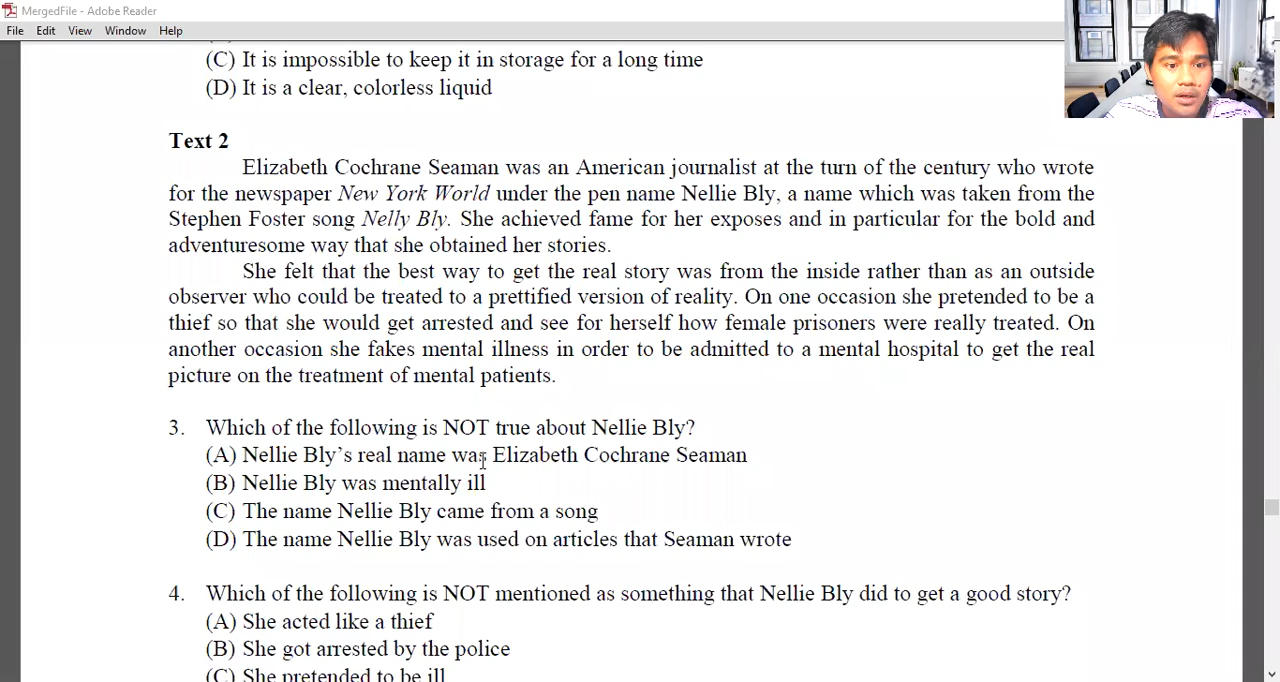 MergedFile - Adobe Reader
File Edit View Window Help
(C) It is impossible to keep it in storage for a long time
(D) It is a clear, colorless liquid
Text 2
Elizabeth Cochrane Seaman was an American journalist at the turn of the century who wrote
for the newspaper New York World under the pen name Nellie Bly, a name which was taken from the
Stephen Foster song Nelly Bly. She achieved fame for her exposes and in particular for the bold and
adventuresome way that she obtained her stories.
She felt that the best way to get the real story was from the inside rather than as an outside
observer who could be treated to a prettified version of reality. On one occasion she pretended to be a
thief so that she would get arrested and see for herself how female prisoners were really treated. On
another occasion she fakes mental illness in order to be admitted to a mental hospital to get the real
picture on the treatment of mental patients.
3. Which of the following is NOT true about Nellie Bly?
(A) Nellie Bly's real name was Elizabeth Cochrane Seaman
(B) Nellie Bly was mentally ill
(C) The name Nellie Bly came from a song
(D) The name Nellie Bly was used on articles that Seaman wrote
4. Which of the following is NOT mentioned as something that Nellie Bly did to get a good story?
(A) She acted like a thief
(B) She got arrested by the police
(C) She pretended to be ill